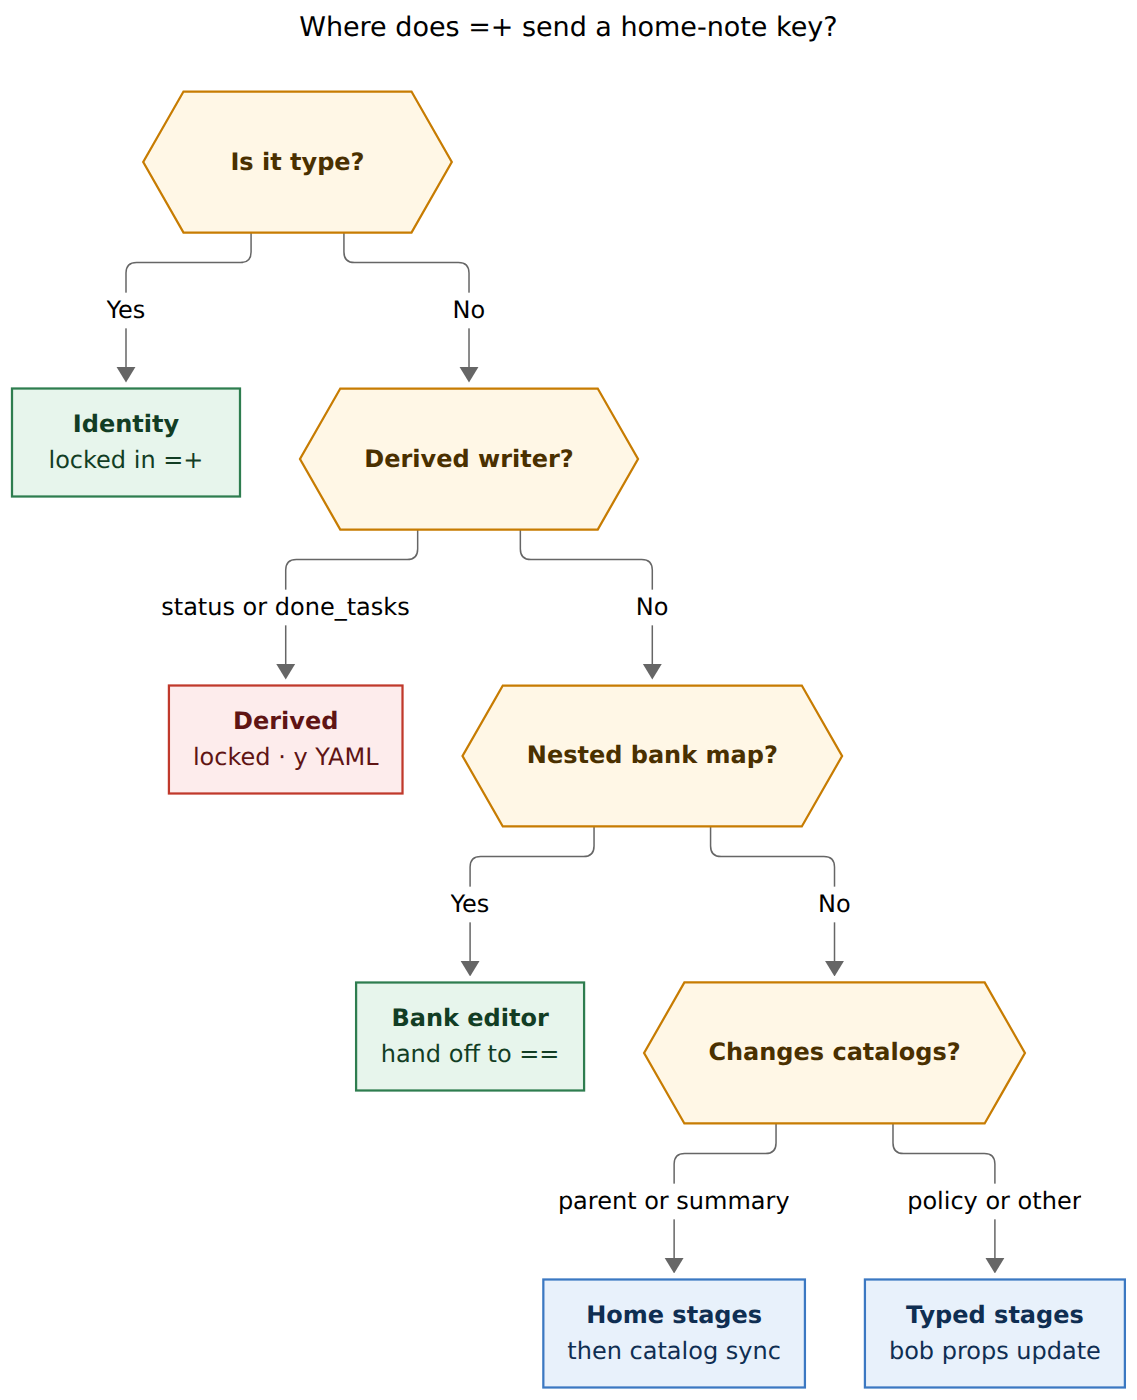 Where does =+ send a home-note key?
Is it type?
Yes
No
Identity
locked in =+
Derived writer?
status or done_tasks
No
Derived
locked · y YAML
Nested bank map?
Yes
No
Bank editor
hand off to ==
Changes catalogs?
parent or summary
policy or other
Home stages
then catalog sync
Typed stages
bob props update